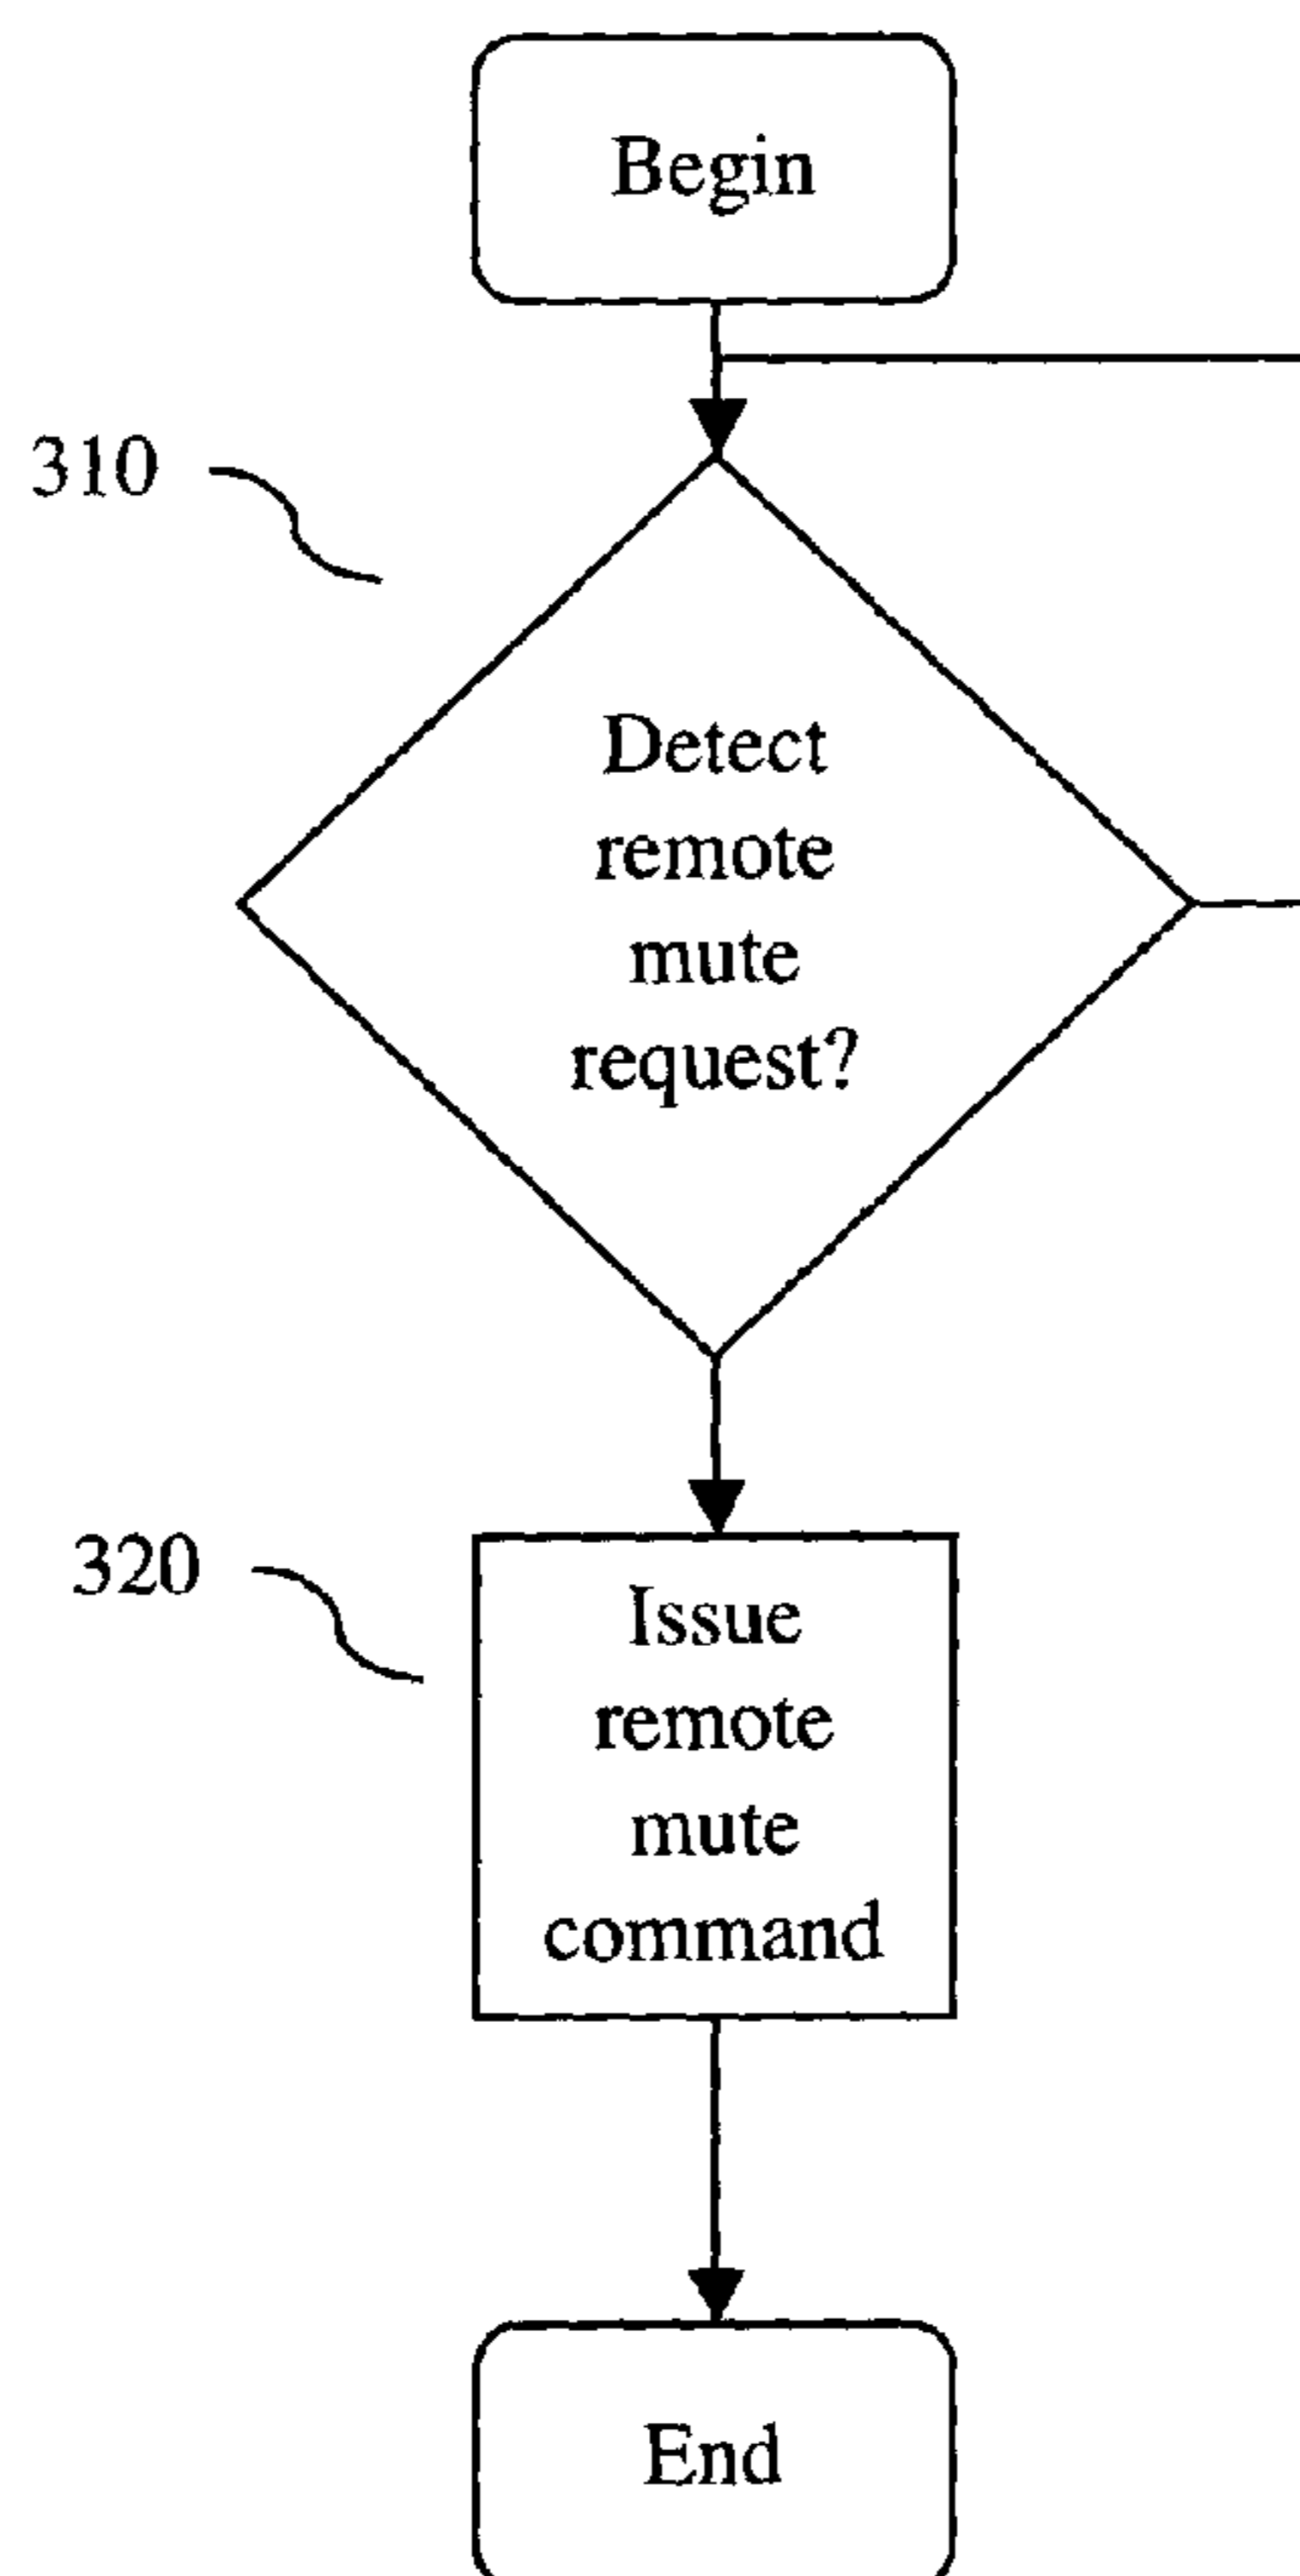 Begin
310
Detect
remote
mute
request?
320
Issue
remote
mute
command
End